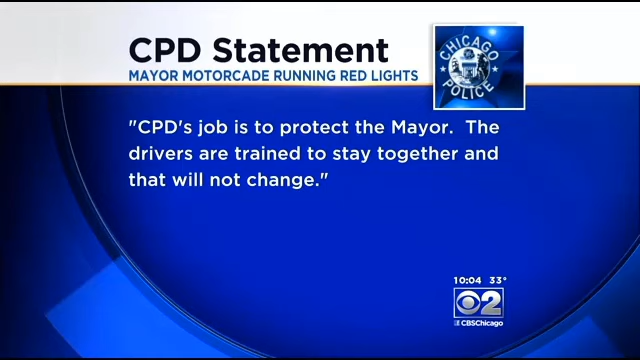 CPD Statement
MAYOR MOTORCADE RUNNING RED LIGHTS
CHICAGO
POLICE
"CPD's job is to protect the Mayor.  The
drivers are trained to stay together and
that will not change."
10:04 33°
2
f CBSChicago